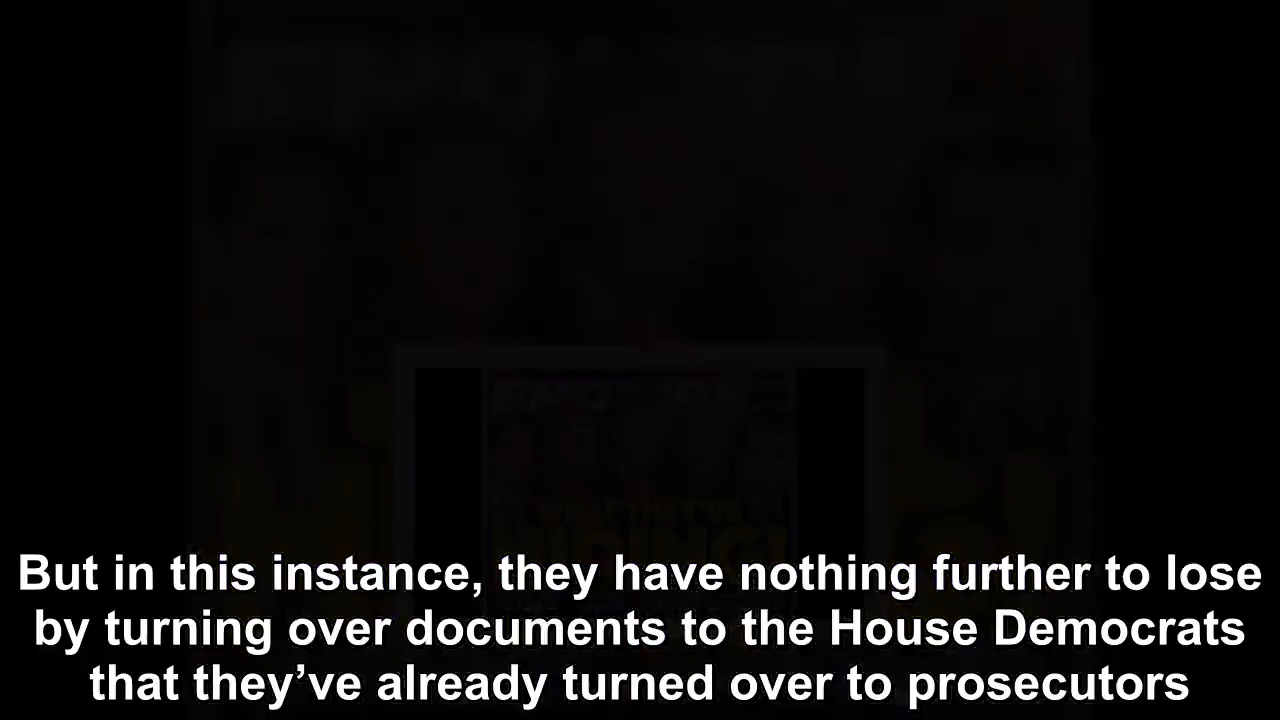 But in this instance, they have nothing further to lose
by turning over documents to the House Democrats
that they’ve already turned over to prosecutors